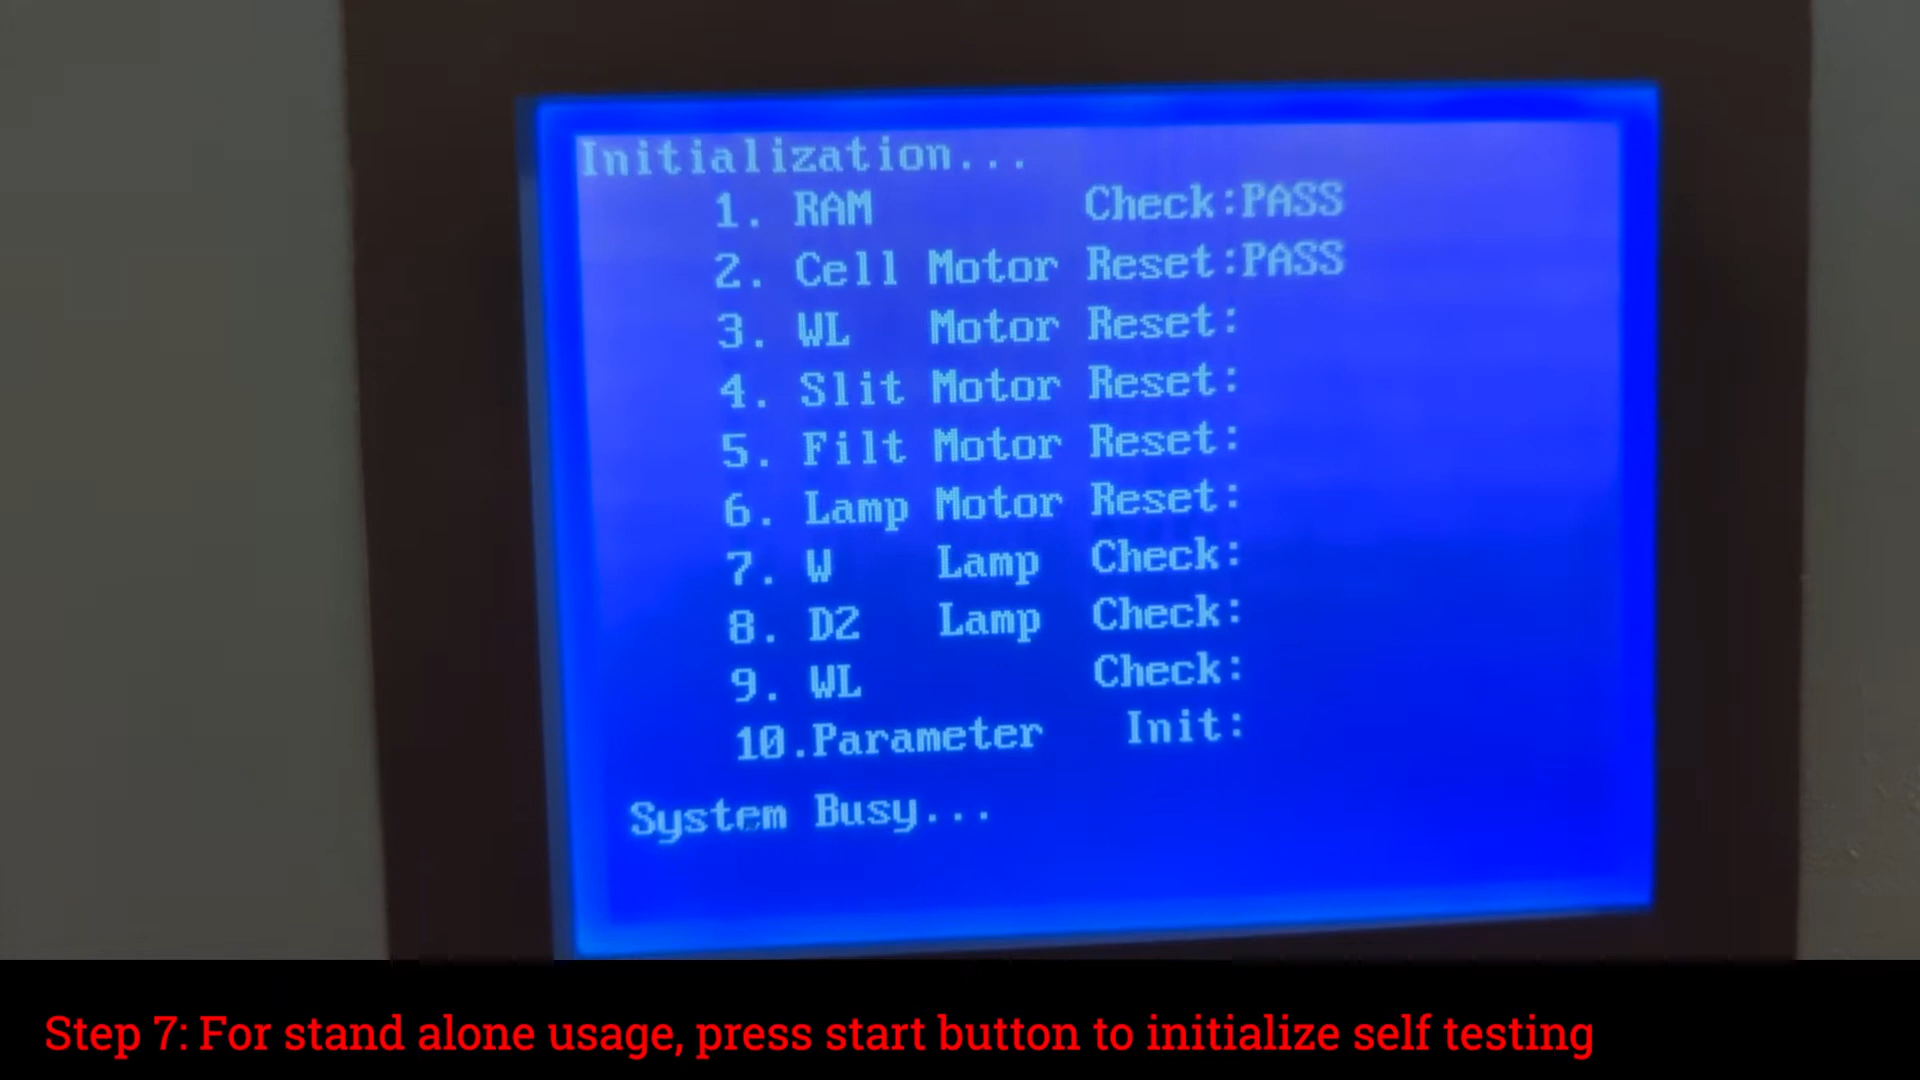 Initialization...
1. RAM Check:PASS
2. Cell Motor Reset:PASS
3. WL Motor Reset:
4. Slit Motor Reset:
5. Filt Motor Reset:
6. Lamp Motor Reset:
7. W Lamp Check:
8. D2 Lamp Check:
9. WL Check:
10.Parameter Init:
System Busy...
Step 7: For stand alone usage, press start button to initialize self testing